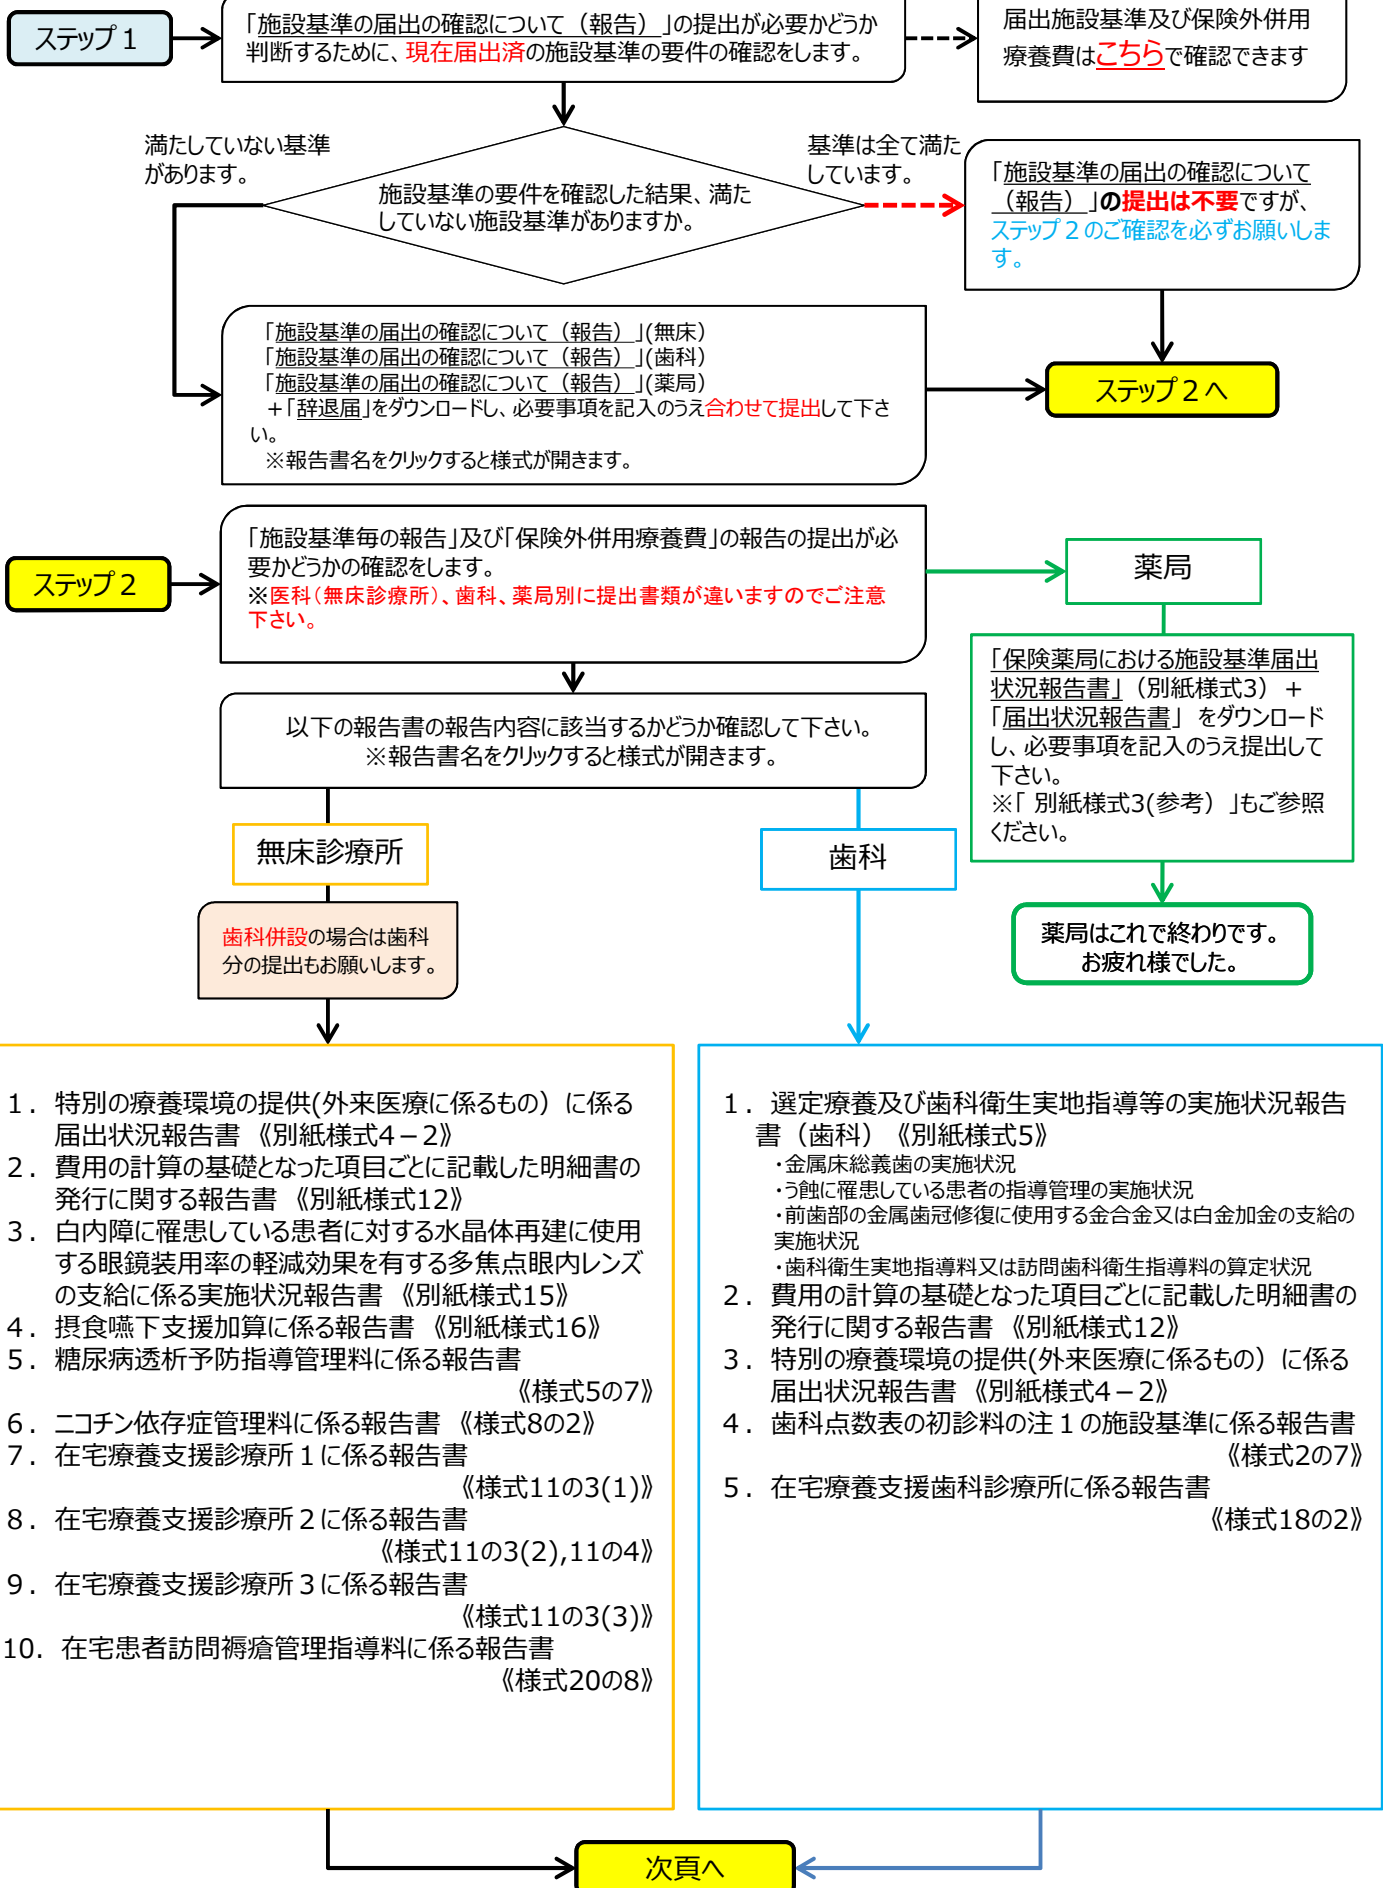 ステップ１
「施設基準の届出の確認について（報告）」の提出が必要かどうか
判断するために、現在届出済の施設基準の要件の確認をします。
届出施設基準及び保険外併用
療養費はこちらで確認できます
満たしていない基準
があります。
施設基準の要件を確認した結果、満た
していない施設基準がありますか。
基準は全て満た
しています。
「施設基準の届出の確認について
（報告）」の提出は不要ですが、
ステップ２のご確認を必ずお願いしま
す。
「施設基準の届出の確認について（報告）」(無床）
「施設基準の届出の確認について（報告）」(歯科）
「施設基準の届出の確認について（報告）」(薬局）
＋「辞退届」をダウンロードし、必要事項を記入のうえ合わせて提出して下さ
い。
※報告書名をクリックすると様式が開きます。
ステップ２へ
ステップ２
「施設基準毎の報告」及び「保険外併用療養費」の報告の提出が必
要かどうかの確認をします。
※医科（無床診療所）、歯科、薬局別に提出書類が違いますのでご注意
下さい。
薬局
「保険薬局における施設基準届出
状況報告書」（別紙様式3）＋
「届出状況報告書」をダウンロード
し、必要事項を記入のうえ提出して
下さい。
※「 別紙様式3(参考）」もご参照
ください。
薬局はこれで終わりです。
お疲れ様でした。
以下の報告書の報告内容に該当するかどうか確認して下さい。
※報告書名をクリックすると様式が開きます。
無床診療所
歯科併設の場合は歯科
分の提出もお願いします。
歯科
1．特別の療養環境の提供(外来医療に係るもの）に係る
届出状況報告書 《別紙様式4－2》
2．費用の計算の基礎となった項目ごとに記載した明細書の
発行に関する報告書 《別紙様式12》
3．白内障に罹患している患者に対する水晶体再建に使用
する眼鏡装用率の軽減効果を有する多焦点眼内レンズ
の支給に係る実施状況報告書 《別紙様式15》
4．摂食嚥下支援加算に係る報告書 《別紙様式16》
5．糖尿病透析予防指導管理料に係る報告書
《様式5の7》
6．ニコチン依存症管理料に係る報告書 《様式8の2》
7．在宅療養支援診療所１に係る報告書
《様式11の3(1)》
8．在宅療養支援診療所２に係る報告書
《様式11の3(2),11の4》
9．在宅療養支援診療所３に係る報告書
《様式11の3(3)》
10．在宅患者訪問褥瘡管理指導料に係る報告書
《様式20の8》
1．選定療養及び歯科衛生実地指導等の実施状況報告
書（歯科）《別紙様式5》
・金属床総義歯の実施状況
・う蝕に罹患している患者の指導管理の実施状況
・前歯部の金属歯冠修復に使用する金合金又は白金加金の支給の
実施状況
・歯科衛生実地指導料又は訪問歯科衛生指導料の算定状況
2．費用の計算の基礎となった項目ごとに記載した明細書の
発行に関する報告書 《別紙様式12》
3．特別の療養環境の提供(外来医療に係るもの）に係る
届出状況報告書 《別紙様式4－2》
4．歯科点数表の初診料の注１の施設基準に係る報告書
《様式2の7》
5．在宅療養支援歯科診療所に係る報告書
《様式18の2》
次頁へ